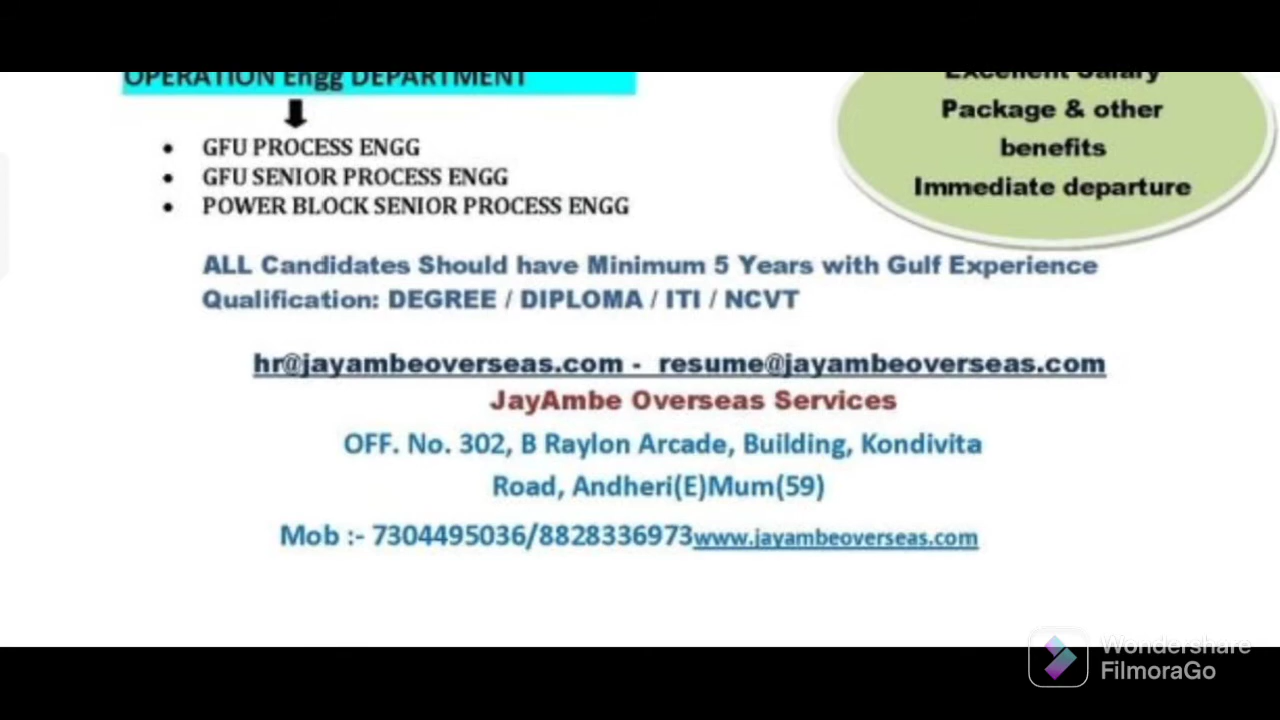 OPERATION Engg DEPARTMENT
• GFU PROCESS ENGG
• GFU SENIOR PROCESS ENGG
• POWER BLOCK SENIOR PROCESS ENGG
Excellent Salary
Package & other
benefits
Immediate departure
ALL Candidates Should have Minimum 5 Years with Gulf Experience
Qualification: DEGREE / DIPLOMA / ITI / NCVT
hr@jayambeoverseas.com - resume@jayambeoverseas.com
JayAmbe Overseas Services
OFF. No. 302, B Raylon Arcade, Building, Kondivita
Road, Andheri(E)Mum(59)
Mob :- 7304495036/8828336973www.jayambeoverseas.com
Wondershare
FilmoraGo